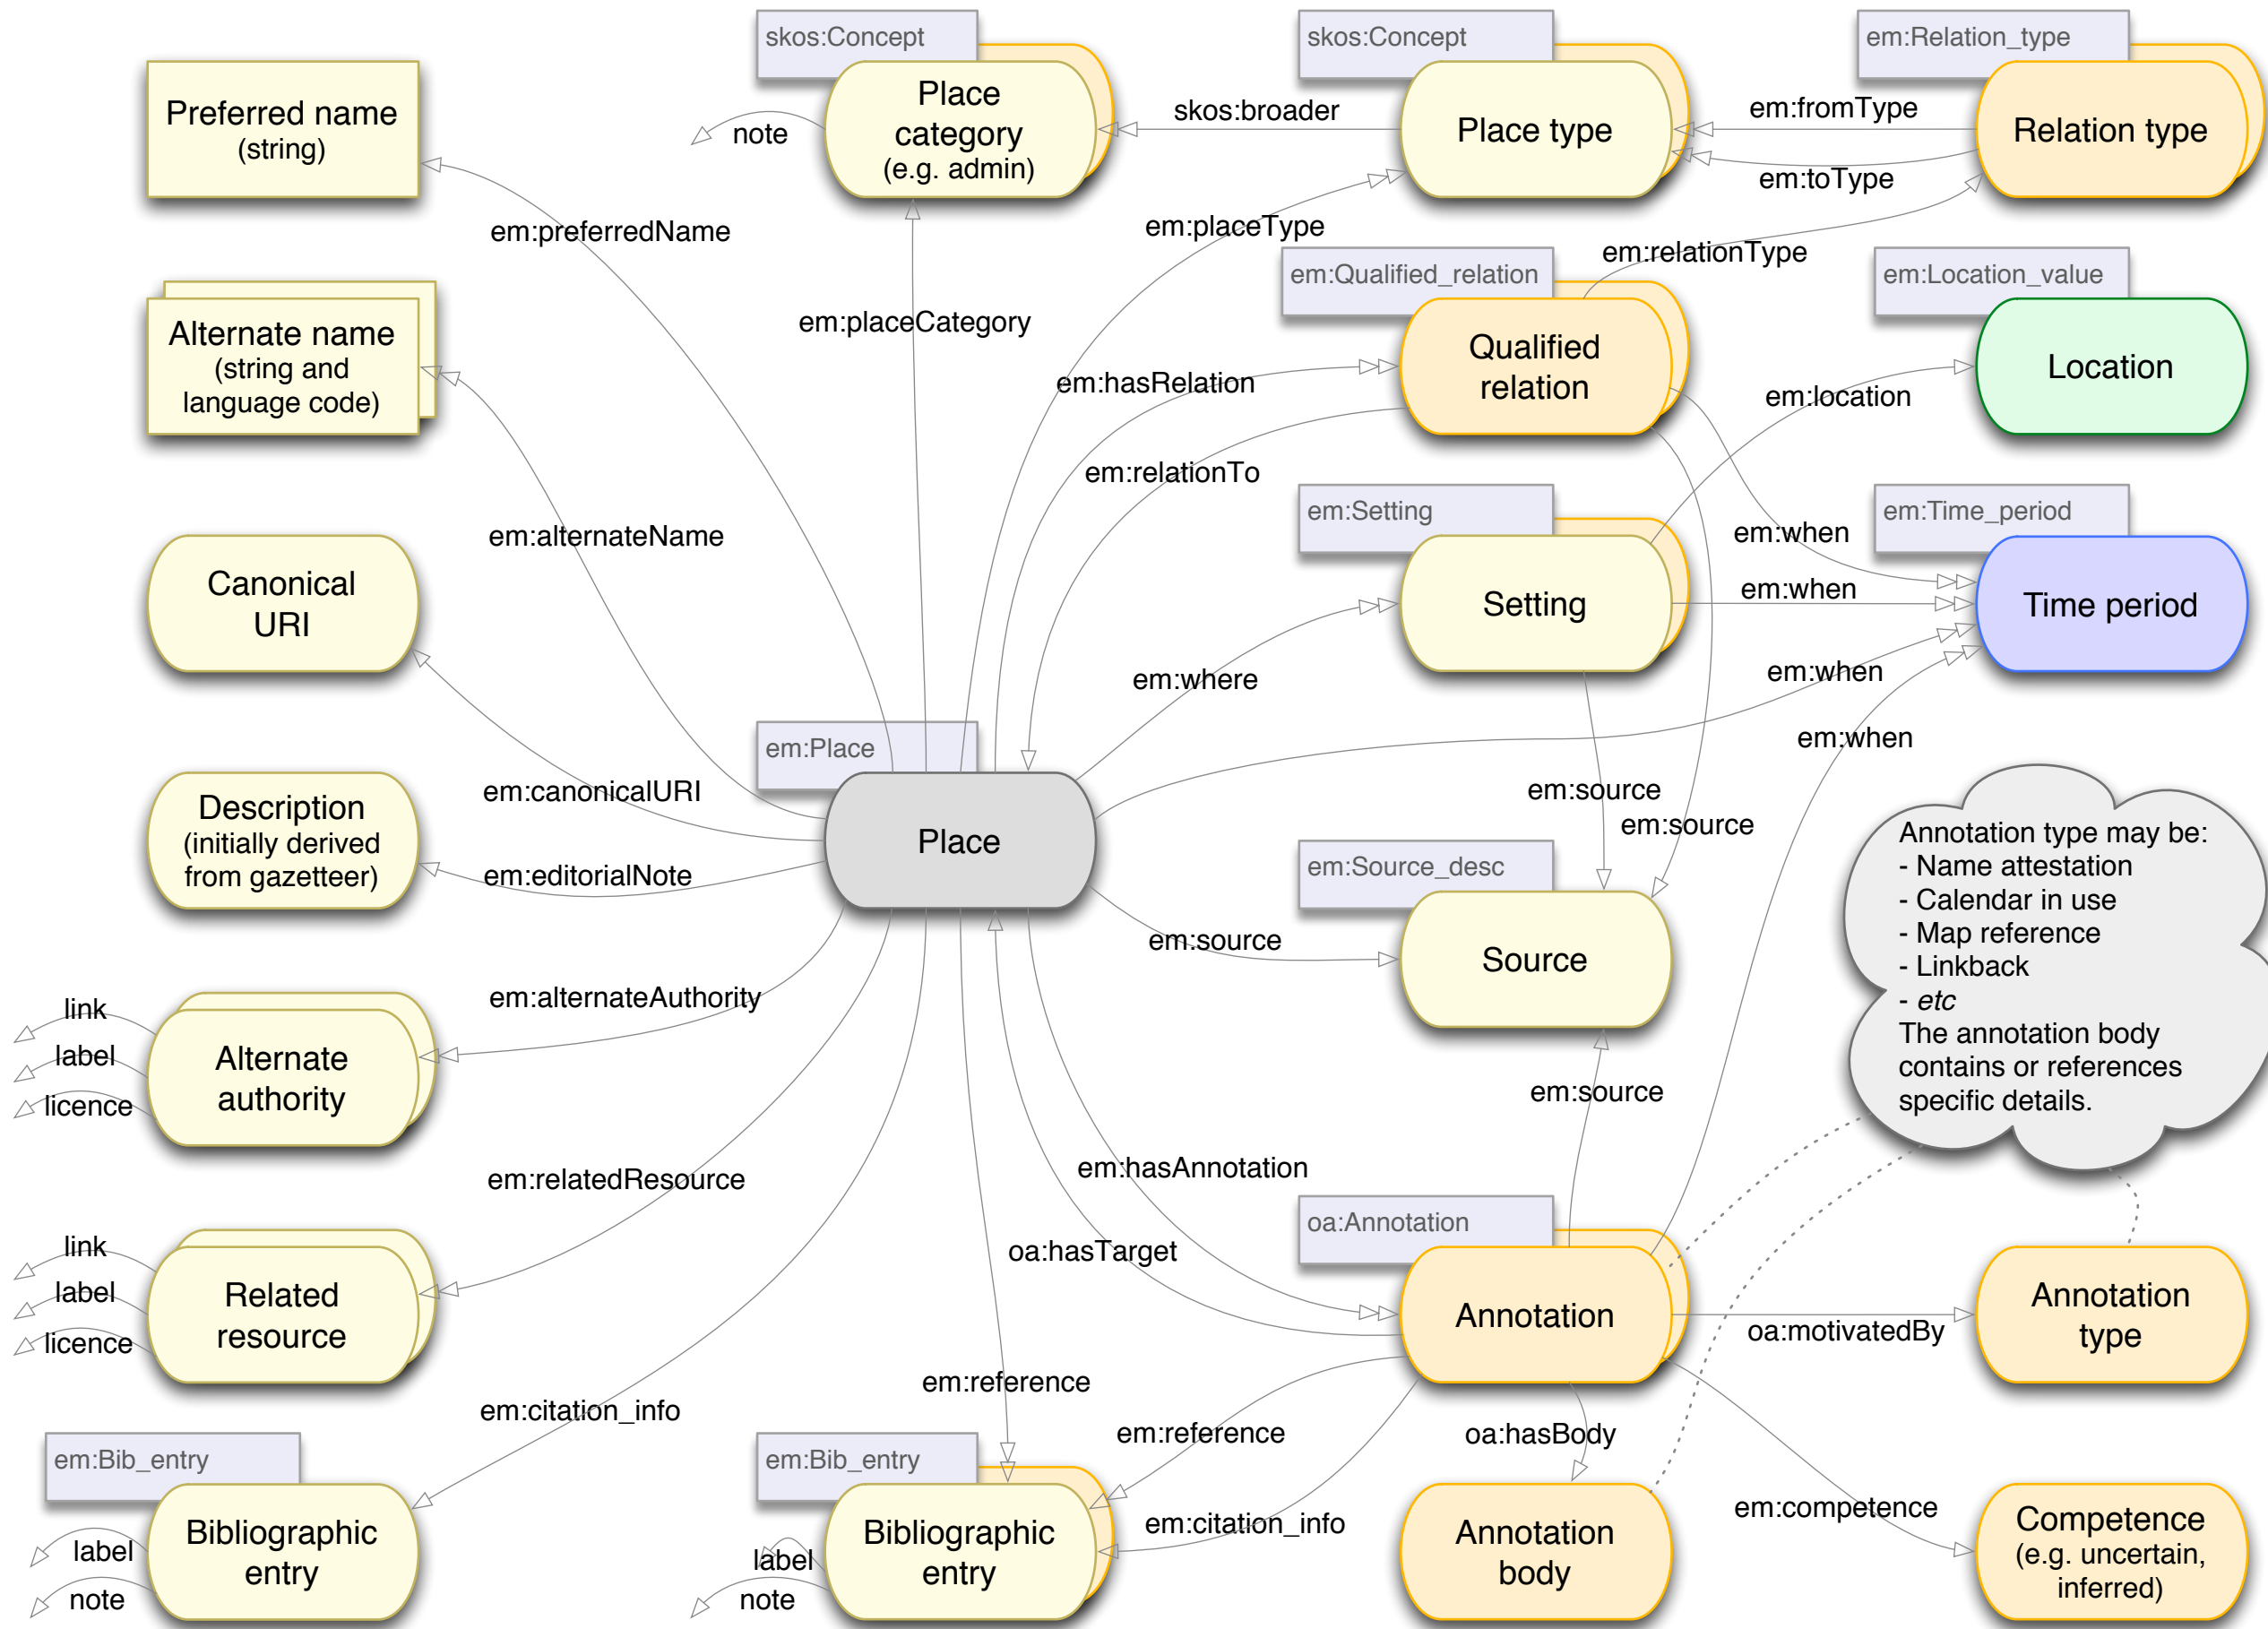 skos:Concept
skos:Concept
em:Relation_type
Preferred name
(string)
Place
category
(e.g. admin)
note
skos:broader
Place type
em:fromType
em:toType
Relation type
em:preferredName
em:placeCategory
em:placeType
em:relationType
em:Qualified_relation
em:Location_value
Alternate name
(string and
language code)
em:hasRelation
Qualified
relation
em:location
Location
em:relationTo
em:alternateName
em:Setting
em:when
em:Time_period
Canonical
URI
Setting
em:when
Time period
em:where
em:when
em:Place
em:when
Description
(initially derived
from gazetteer)
em:canonicalURI
em:editorialNote
Place
em:source
em:source
em:Source_desc
em:source
Source
Annotation type may be:
- Name attestation
- Calendar in use
- Map reference
- Linkback
- etc
The annotation body
contains or references
specific details.
link
label
licence
Alternate
authority
em:alternateAuthority
em:source
em:relatedResource
em:hasAnnotation
oa:hasTarget
oa:Annotation
link
label
licence
Related
resource
Annotation
oa:motivatedBy
Annotation
type
em:citation_info
em:reference
em:reference
oa:hasBody
em:Bib_entry
em:Bib_entry
label
note
Bibliographic
entry
label
note
Bibliographic
entry
em:citation_info
Annotation
body
em:competence
Competence
(e.g. uncertain,
inferred)